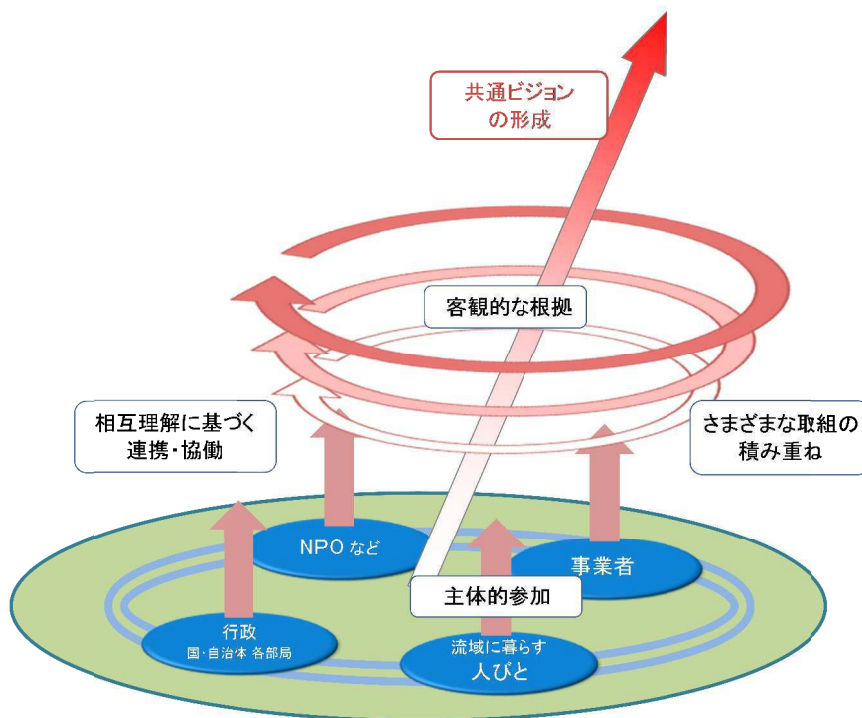 共通ビジョン
の形成
客観的な根拠
相互理解に基づく
連携・協働
さまざまな取組の
積み重ね
NPO など
事業者
主体的参加
行政
国・自治体 各部局
流域に暮らす
人びと